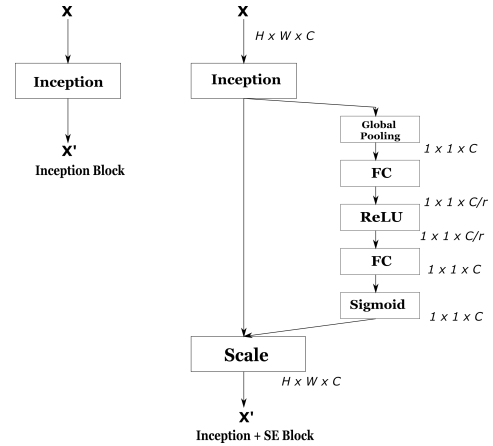 X
Inception
X'
Inception Block
X
H x W x C
Inception
Global
Pooling
1 x 1 x C
FC
1 x 1 x C/r
ReLU
1 x 1 x C/r
FC
1 x 1 x C
Sigmoid
1 x 1 x C
Scale
H x W x C
X'
Inception + SE Block